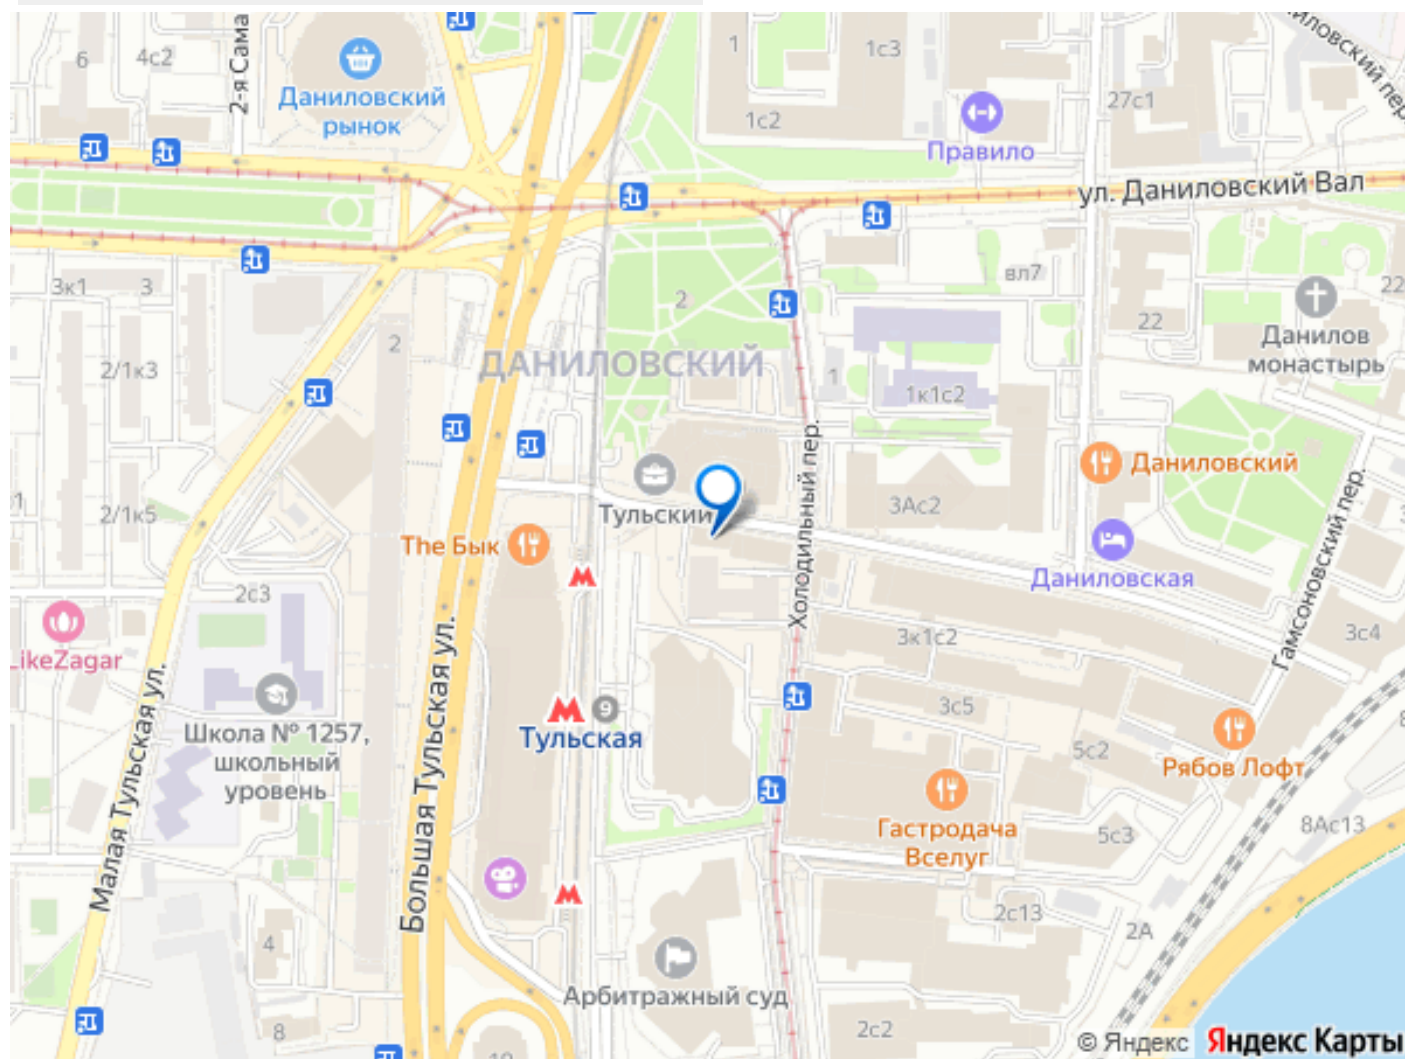 6
4с2
2-я Сама
Даниловский
рынок
1
1с3
1с2
27с1
Правило
ул. Даниловский Вал
3к1
3
2
вл7
22
22
Данилов
монастырь
2
ДАНИЛОВСКИЙ
2/1к3
1
1к1с2
Даниловский
Тульский
3Ас2
2/1к5
The Бык
Холодильный пер.
Даниловская
Гамсоновский пер.
2с3
3к1с2
3с4
LikeZagar
Школа № 1257,
школьный
уровень
9
Тульская
3с5
5с2
Рябов Лофт
Малая Тульская ул.
Большая Тульская ул.
Гастродача
Вселуг
5с3
8Ас13
2с13
2А
4
Арбитражный суд
8
2с2
© Яндекс Яндекс Карты